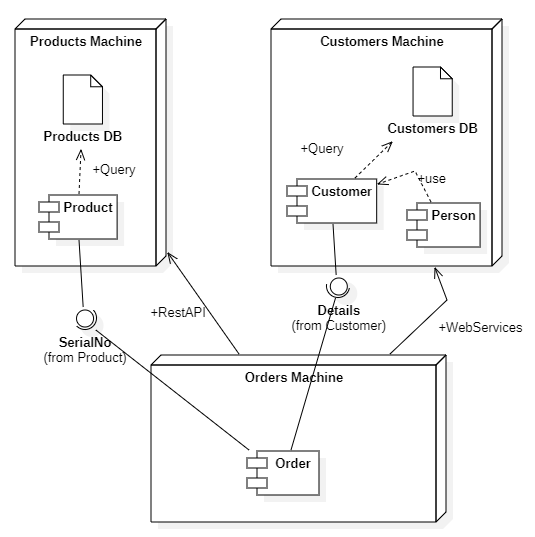 Products Machine
Customers Machine
Products DB
Customers DB
+Query
+Query
+use
Product
Customer
Person
+RestAPI
Details
(from Customer)
+WebServices
SerialNo
(from Product)
Orders Machine
Order